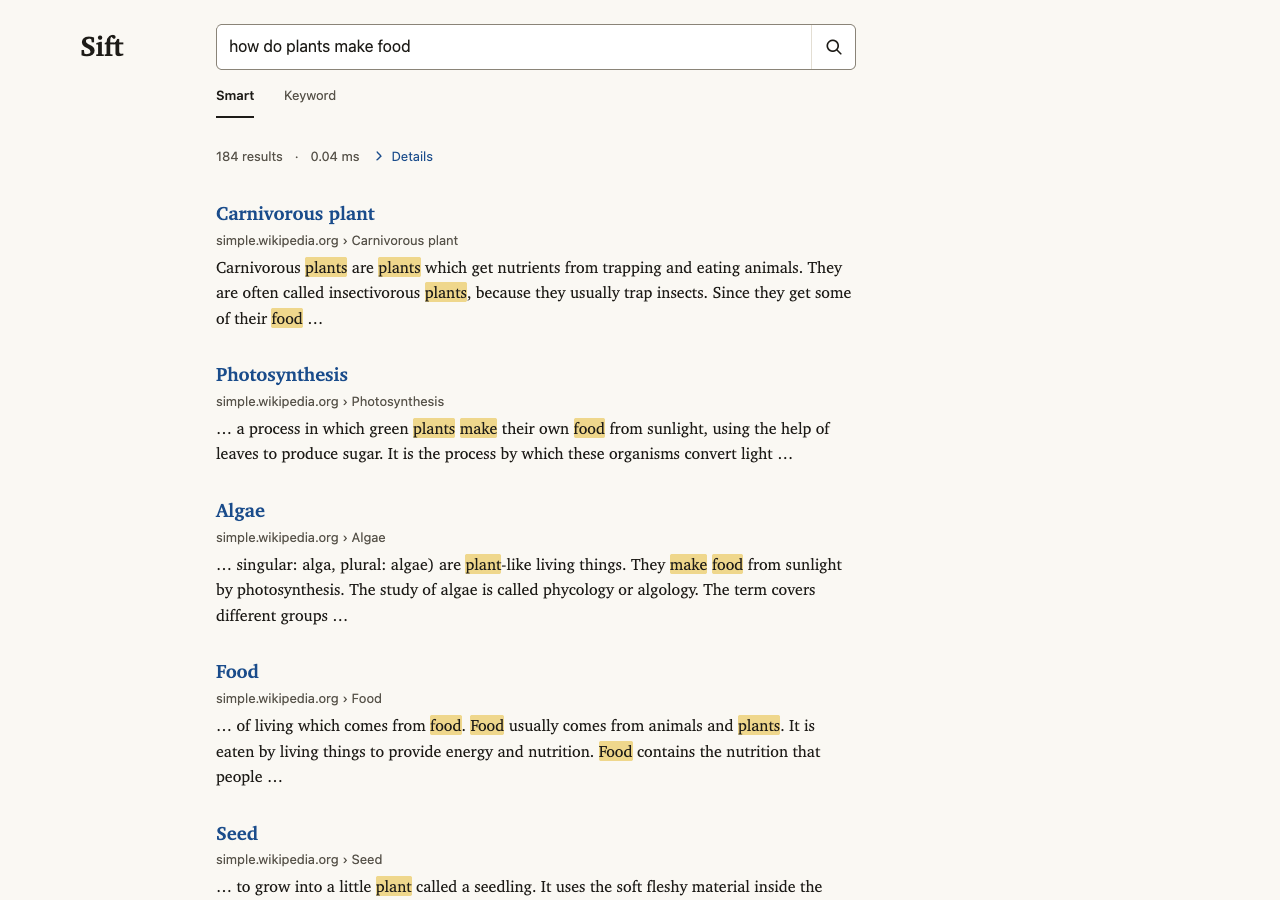 Sift
how do plants make food
Smart
Keyword
184 results · 0.04 ms
Details
Carnivorous plant
simple.wikipedia.org › Carnivorous plant
Carnivorous plants are plants which get nutrients from trapping and eating animals. They
are often called insectivorous plants, because they usually trap insects. Since they get some
of their food …
Photosynthesis
simple.wikipedia.org › Photosynthesis
… a process in which green plants make their own food from sunlight, using the help of
leaves to produce sugar. It is the process by which these organisms convert light …
Algae
simple.wikipedia.org › Algae
… singular: alga, plural: algae) are plant-like living things. They make food from sunlight
by photosynthesis. The study of algae is called phycology or algology. The term covers
different groups …
Food
simple.wikipedia.org › Food
… of living which comes from food. Food usually comes from animals and plants. It is
eaten by living things to provide energy and nutrition. Food contains the nutrition that
people …
Seed
simple.wikipedia.org › Seed
… to grow into a little plant called a seedling. It uses the soft fleshy material inside the